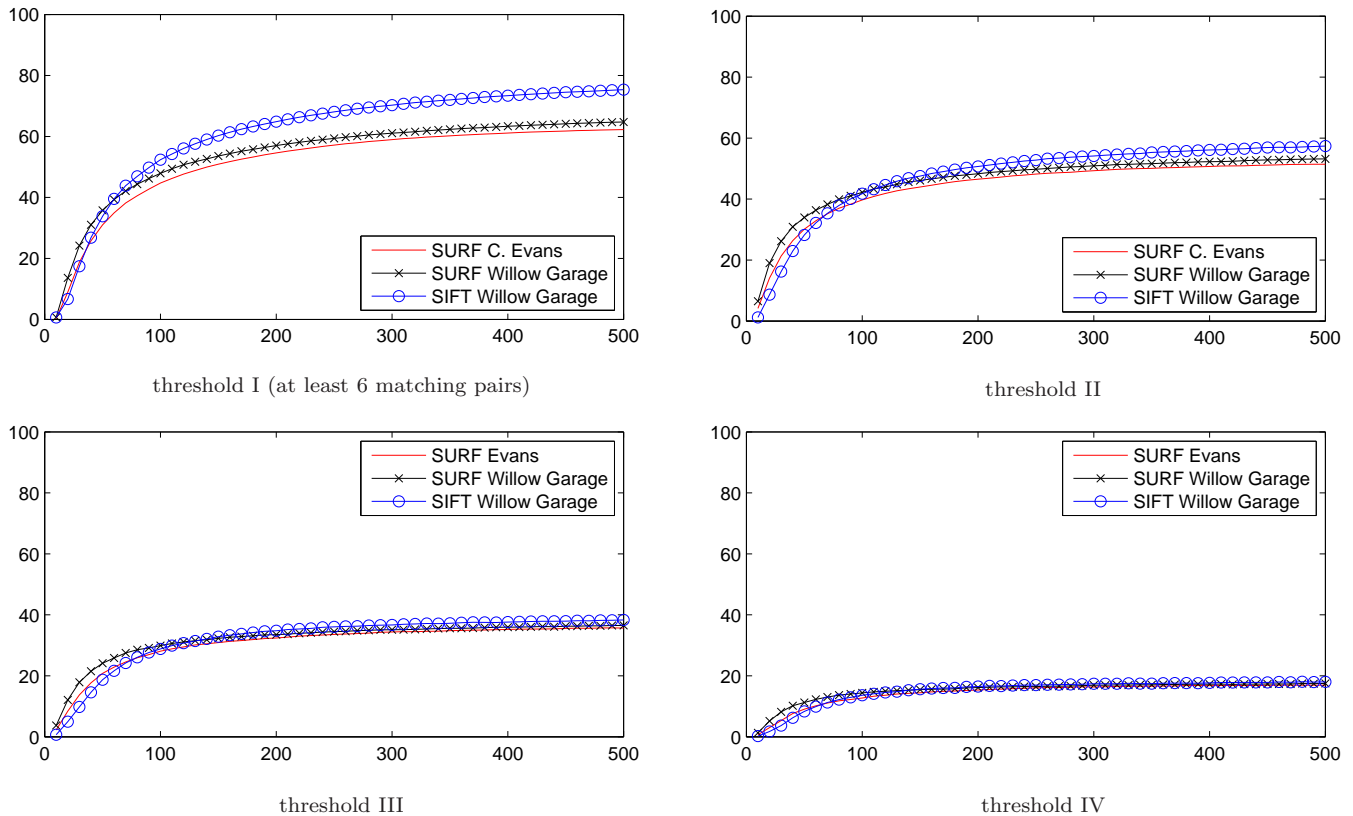 100
80
60
40
20
0
SURF C. Evans
SURF Willow Garage
SIFT Willow Garage
0 100 200 300 400 500
threshold I (at least 6 matching pairs)
100
80
60
40
20
0
SURF C. Evans
SURF Willow Garage
SIFT Willow Garage
0 100 200 300 400 500
threshold II
100
80
60
40
20
0
SURF Evans
SURF Willow Garage
SIFT Willow Garage
0 100 200 300 400 500
threshold III
100
80
60
40
20
0
SURF Evans
SURF Willow Garage
SIFT Willow Garage
0 100 200 300 400 500
threshold IV